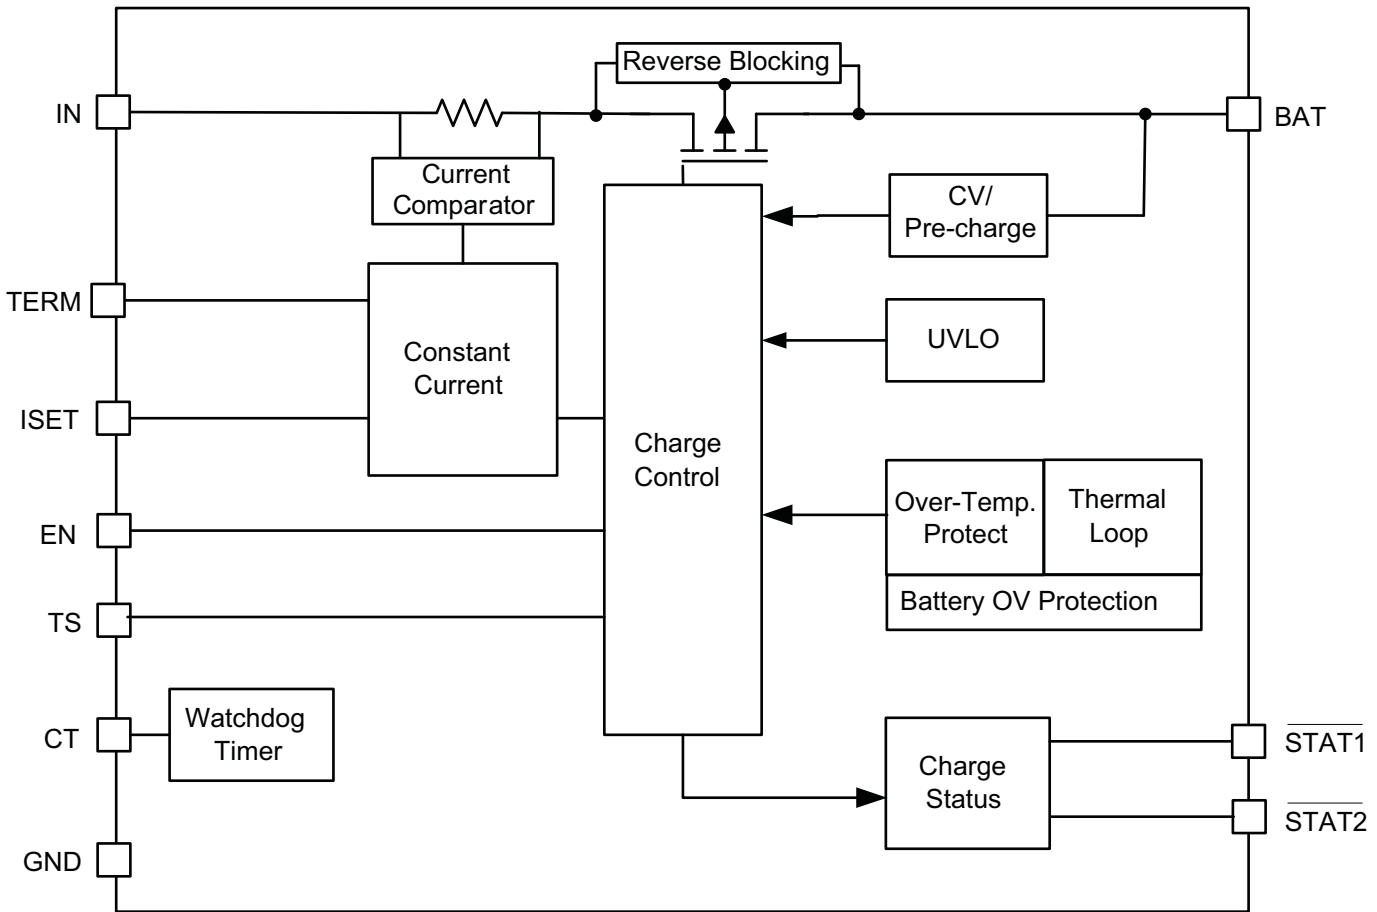 Reverse Blocking
IN
BAT
Current
Comparator
CV/
Pre-charge
TERM
Constant
Current
UVLO
ISET
Charge
Control
Over-Temp.
Protect
Thermal
Loop
EN
Battery OV Protection
TS
Watchdog
Timer
CT
Charge
Status
STAT1
STAT2
GND